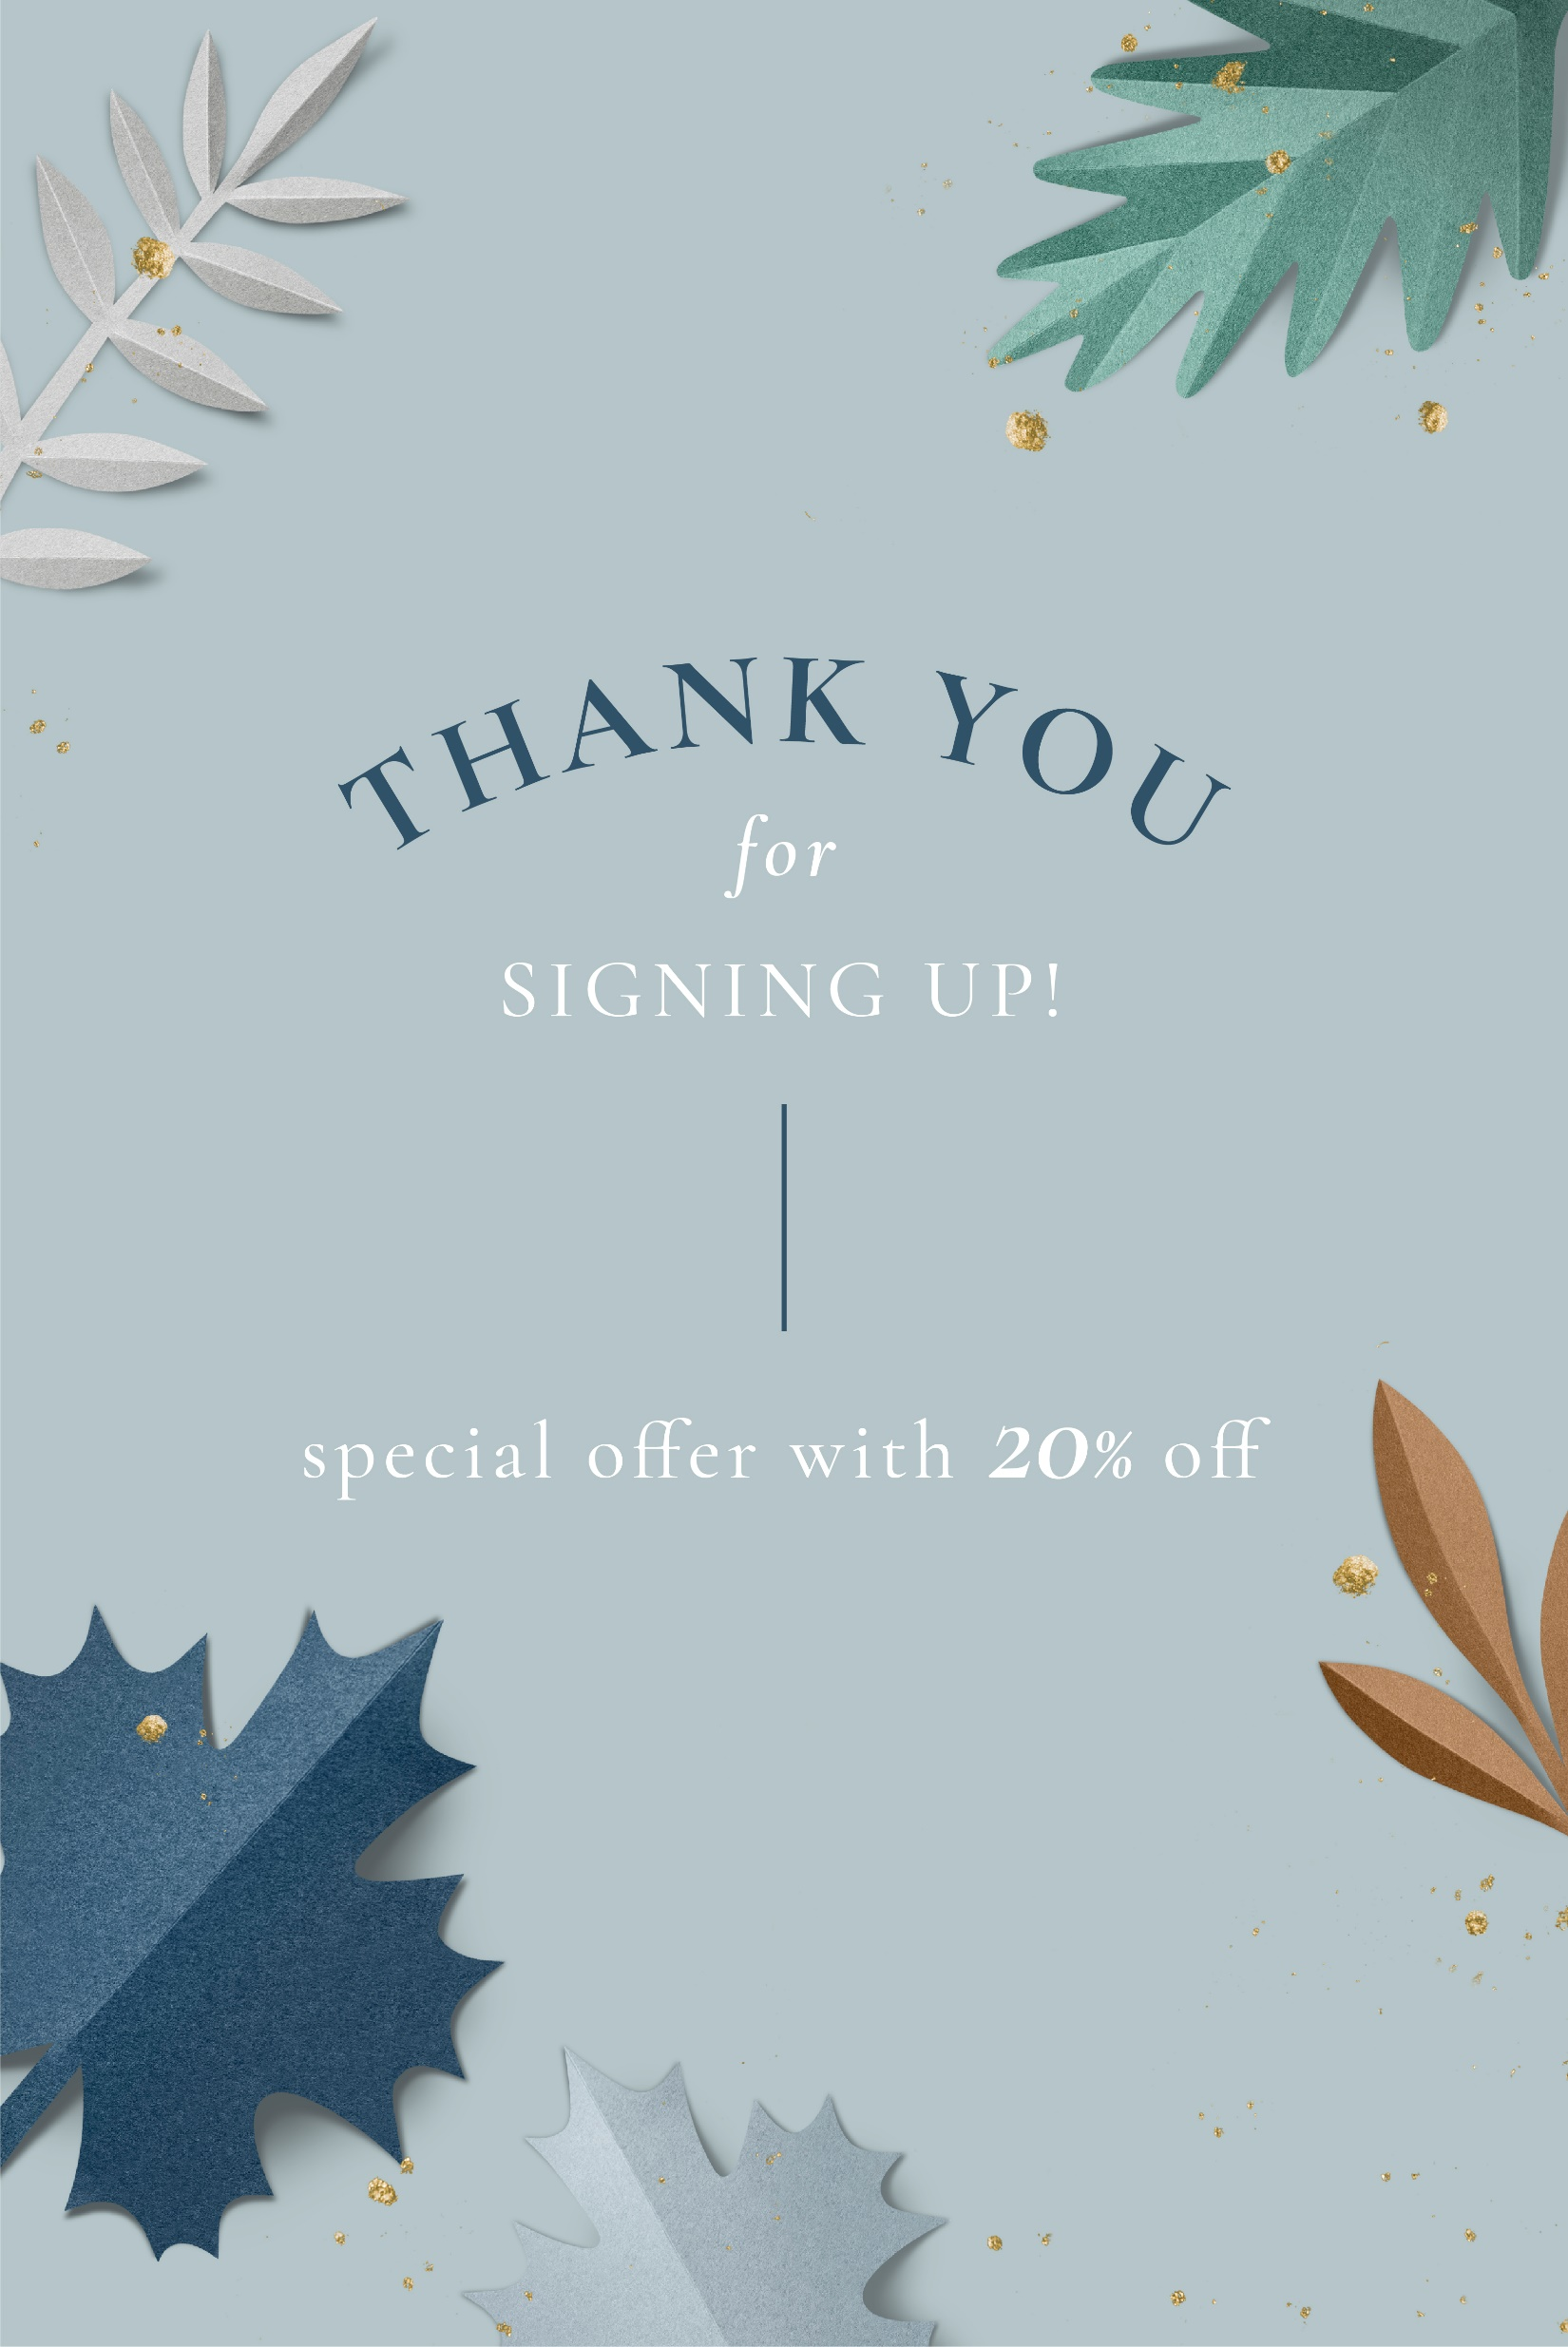 THANK YOU
for
SIGNING UP!
special offer with 20% off